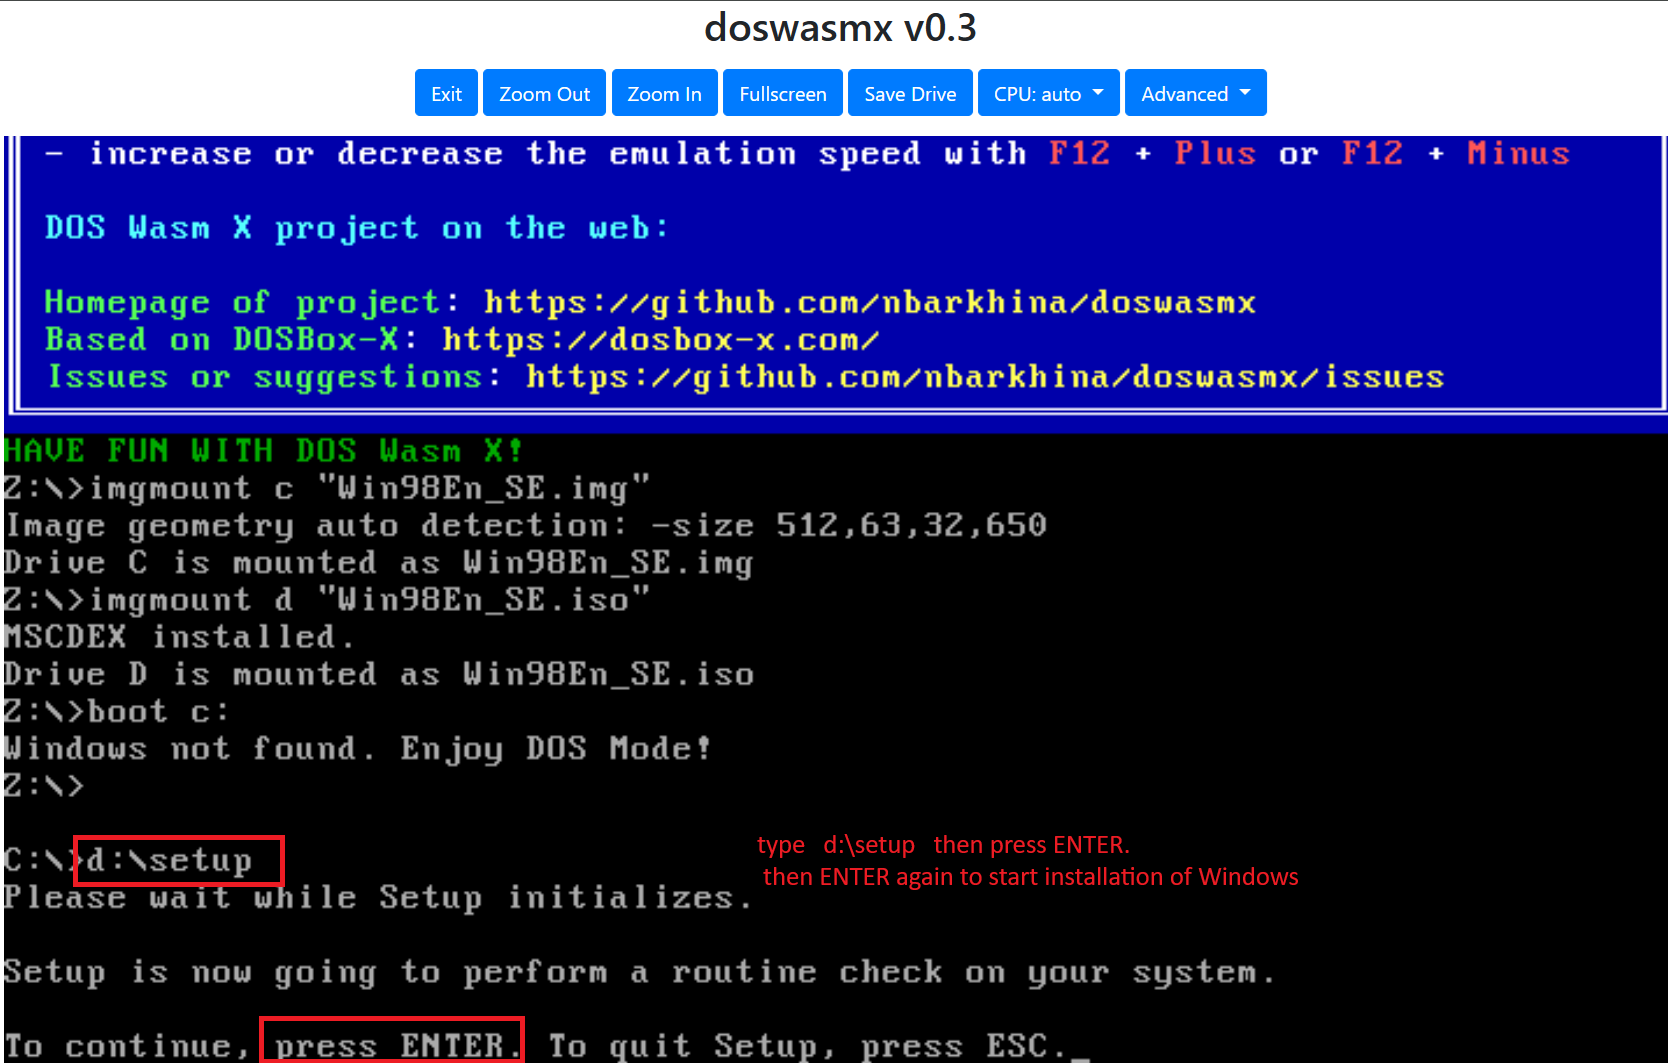 doswasmx v0.3
Exit Zoom Out Zoom In Fullscreen Save Drive CPU: auto Advanced
- increase or decrease the emulation speed with F12 + Plus or F12 + Minus
DOS Wasm X project on the web:
Homepage of project: https://github.com/nbarkhina/doswasmx
Based on DOSBox-X: https://dosbox-x.com/
Issues or suggestions: https://github.com/nbarkhina/doswasmx/issues
HAVE FUN WITH DOS Wasm X!
Z:\>imgmount c "Win98En_SE.img"
Image geometry auto detection: -size 512,63,32,650
Drive C is mounted as Win98En_SE.img
Z:\>imgmount d "Win98En_SE.iso"
MSCDEX installed.
Drive D is mounted as Win98En_SE.iso
Z:\>boot c:
Windows not found. Enjoy DOS Mode!
Z:\>
C:\>d:\setup
type d:\setup then press ENTER.
then ENTER again to start installation of Windows
Please wait while Setup initializes.
Setup is now going to perform a routine check on your system.
To continue, press ENTER. To quit Setup, press ESC._